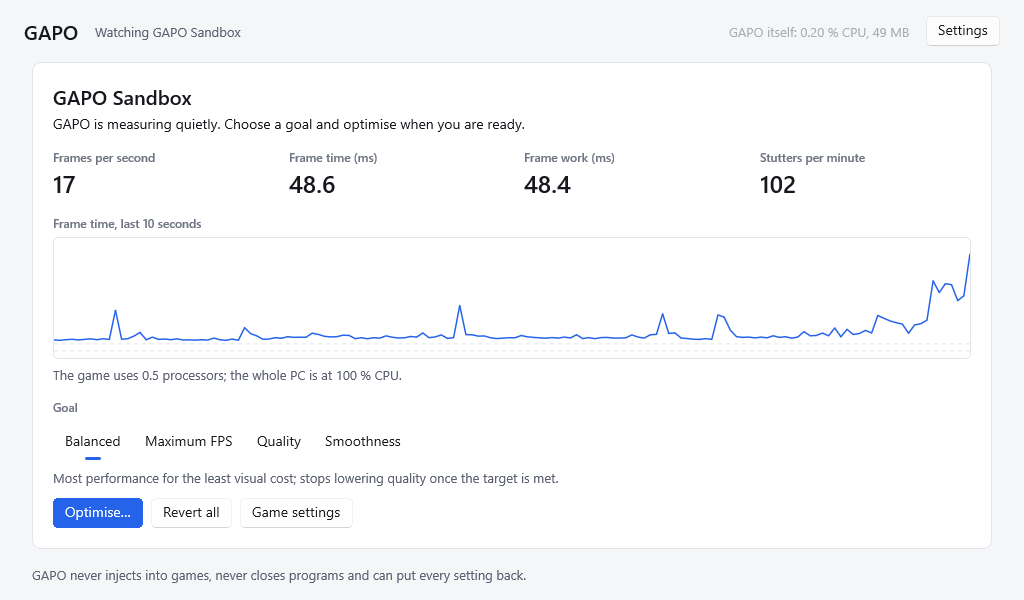 GAPO Watching GAPO Sandbox GAPO itself: 0.20 % CPU, 49 MB Settings
GAPO Sandbox
GAPO is measuring quietly. Choose a goal and optimise when you are ready.
Frames per second Frame time (ms) Frame work (ms) Stutters per minute
17 48.6 48.4 102
Frame time, last 10 seconds
The game uses 0.5 processors; the whole PC is at 100 % CPU.
Goal
Balanced Maximum FPS Quality Smoothness
Most performance for the least visual cost; stops lowering quality once the target is met.
Optimise... Revert all Game settings
GAPO never injects into games, never closes programs and can put every setting back.